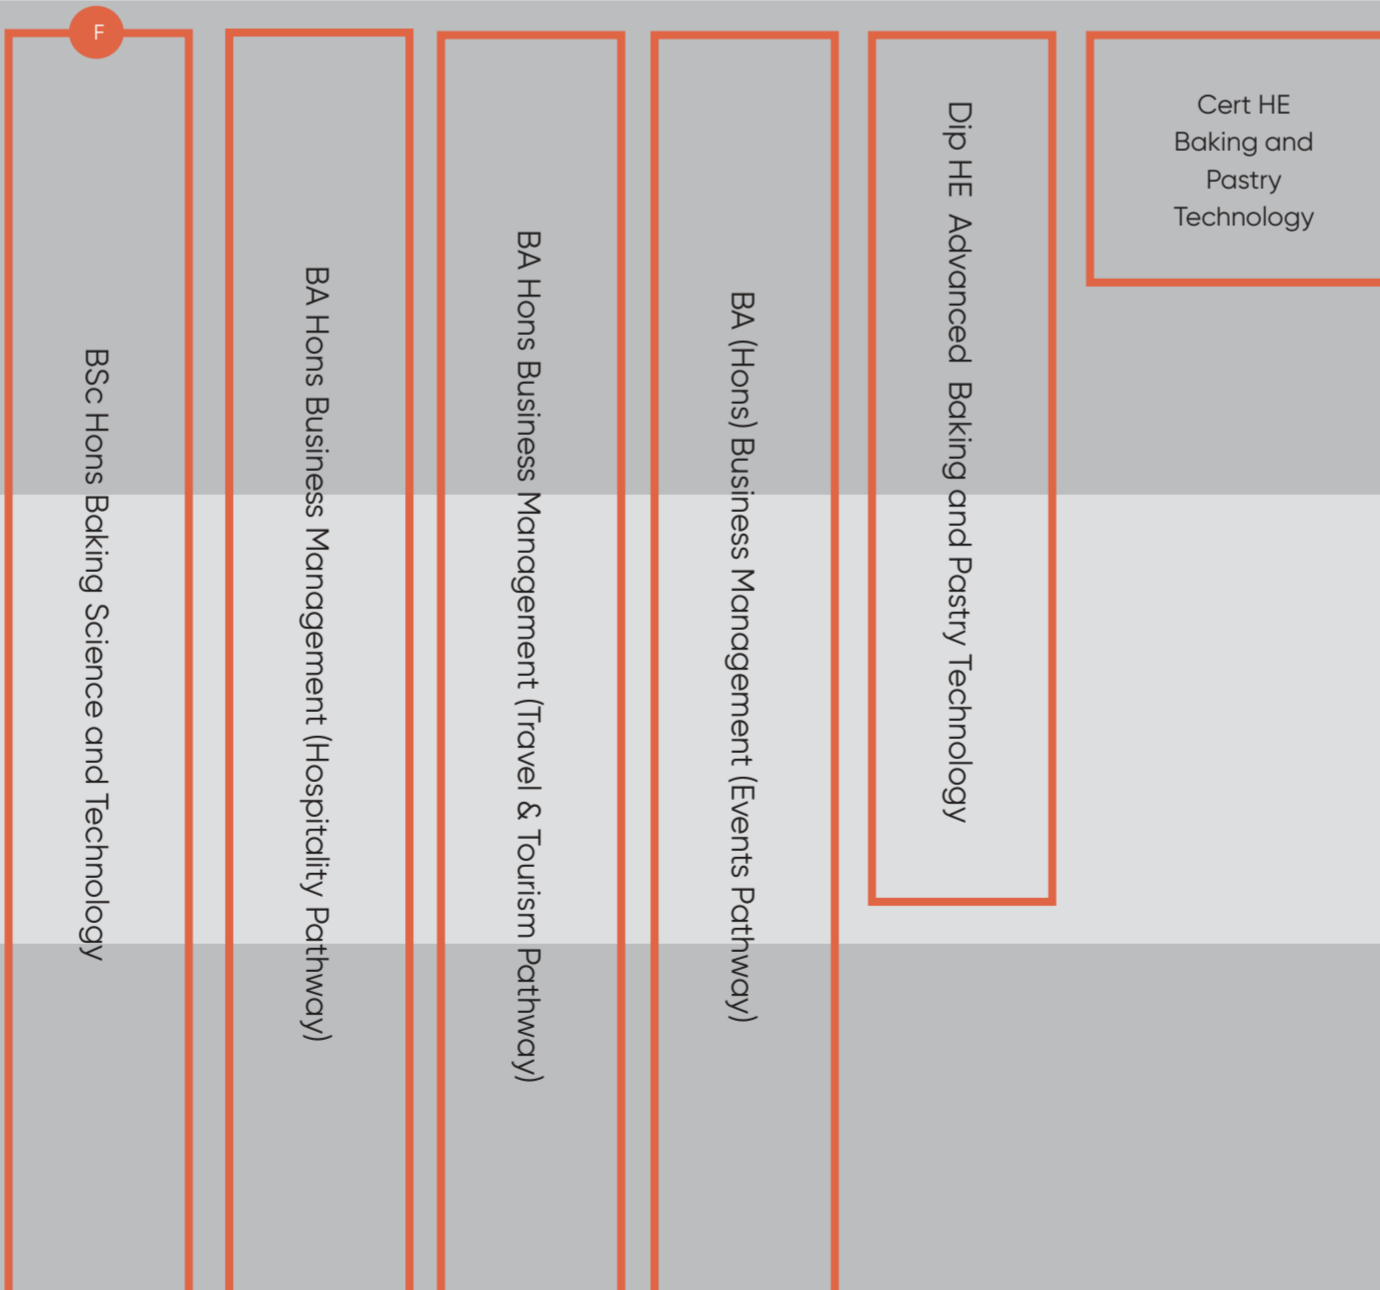 F
BSc Hons Baking Science and Technology
BA Hons Business Management (Hospitality Pathway)
BA Hons Business Management (Travel & Tourism Pathway)
BA (Hons) Business Management (Events Pathway)
Dip HE Advanced Baking and Pastry Technology
Cert HE
Baking and
Pastry
Technology